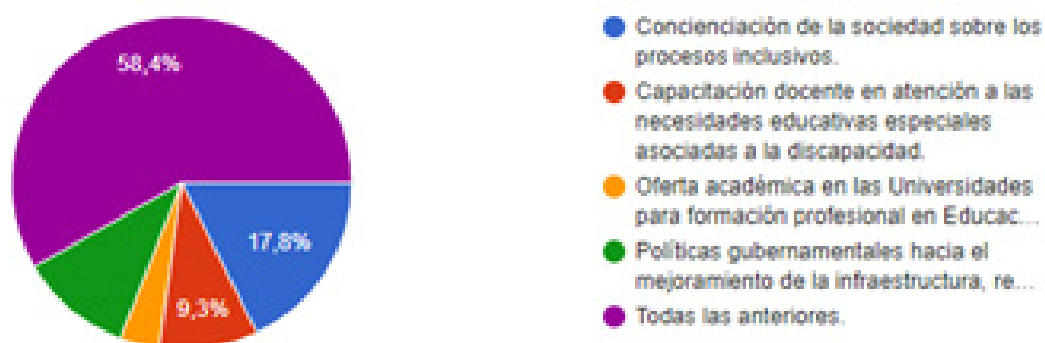 58,4%
17,8%
9,3%
Concienciación de la sociedad sobre los
procesos inclusivos.
Capacitación docente en atención a las
necesidades educativas especiales
asociadas a la discapacidad.
Oferta académica en las Universidades
para formación profesional en Educac...
Políticas gubernamentales hacia el
mejoramiento de la infraestructura, re...
Todas las anteriores.